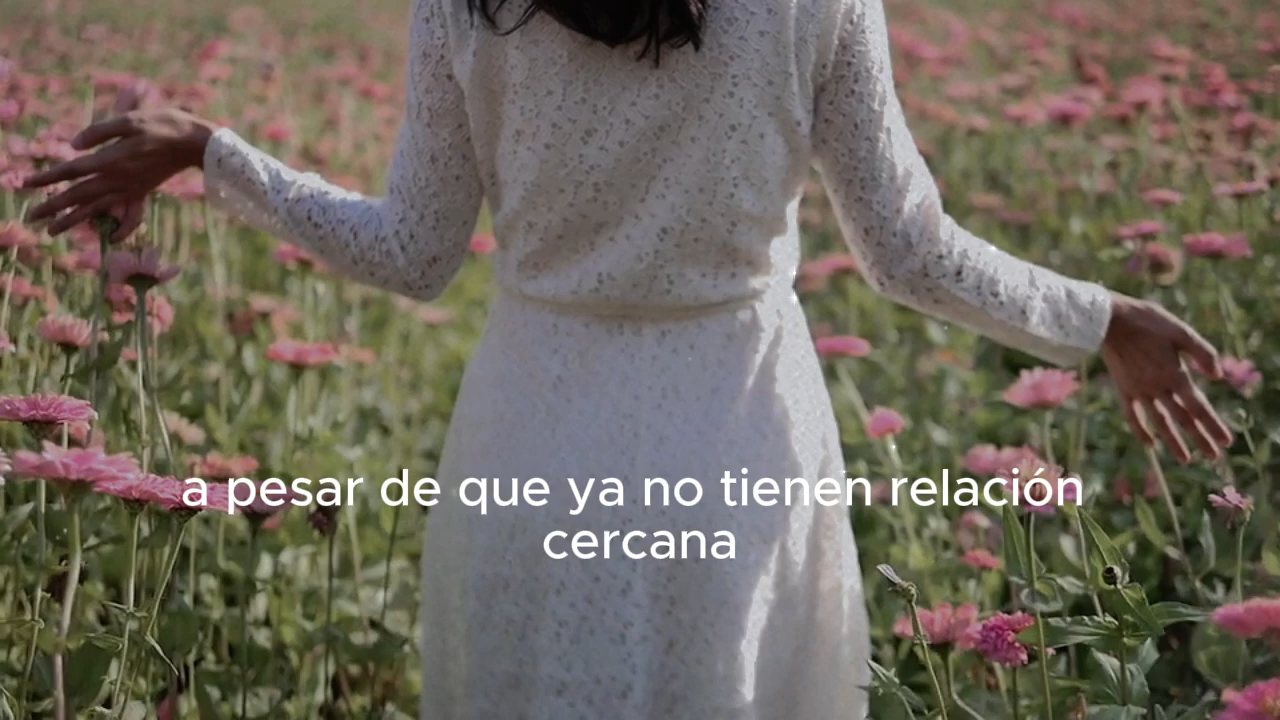 a pesar de que ya no tienen relación
cercana